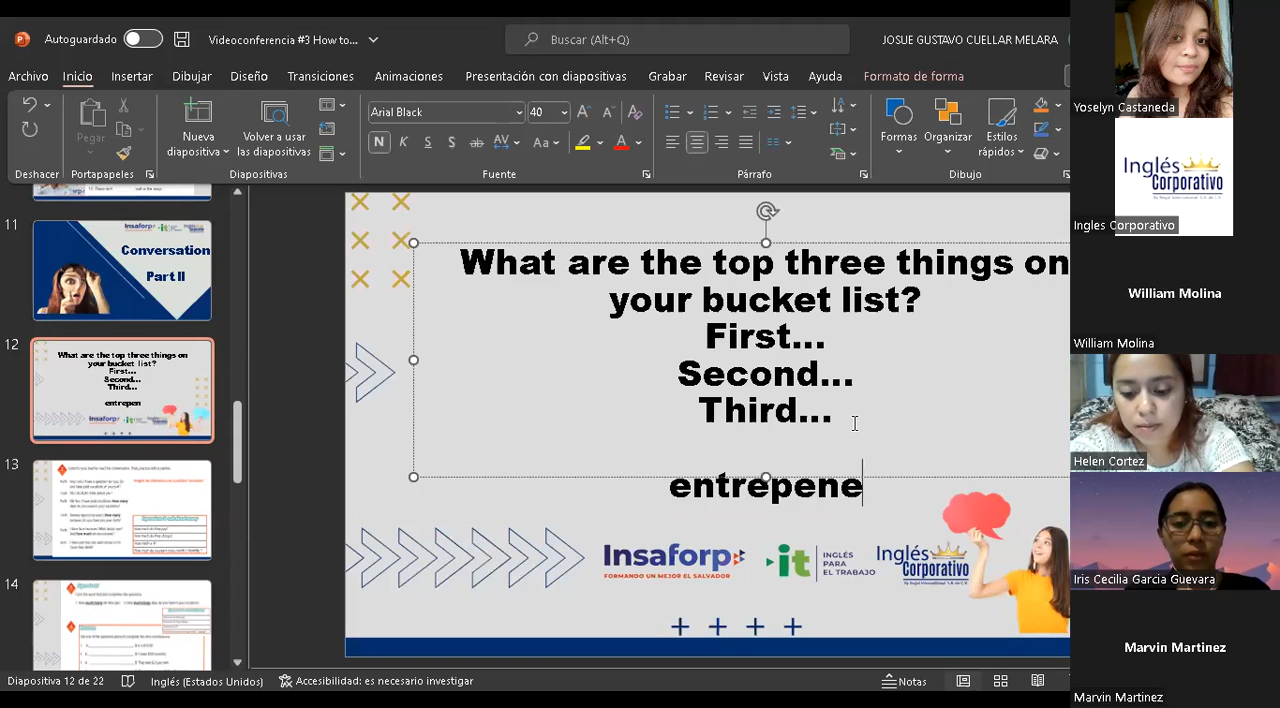 Autoguardado
Videoconferencia #3 How to...
Buscar (Alt+Q)
JOSUE GUSTAVO CUELLAR MELARA
Archivo Inicio Insertar Dibujar Diseño Transiciones Animaciones Presentación con diapositivas Grabar Revisar Vista Ayuda Formato de forma
Pegar
Nueva diapositiva
Volver a usar las diapositivas
Arial Black
40
N K S S ab AV Aa A
Formas
Organizar
Estilos rápidos
Deshacer Portapapeles Diapositivas Fuente Párrafo Dibujo
11
Conversation
Part II
12
What are the top three things on
your bucket list?
First...
Second...
Third...
entrepen
13
14
What are the top three things on
your bucket list?
First...
Second...
Third...
entrepene
Insaforp
FORMANDO UN MEJOR EL SALVADOR
it
INGLÉS
PARA
EL TRABAJO
Inglés
Corporativo
Diapositiva 12 de 22
Inglés (Estados Unidos)
Accesibilidad: es necesario investigar
Notas
Yoselyn Castaneda
Inglés
Corporativo
Ingles Corporativo
William Molina
William Molina
Helen Cortez
Iris Cecilia Garcia Guevara
Marvin Martinez
Marvin Martinez